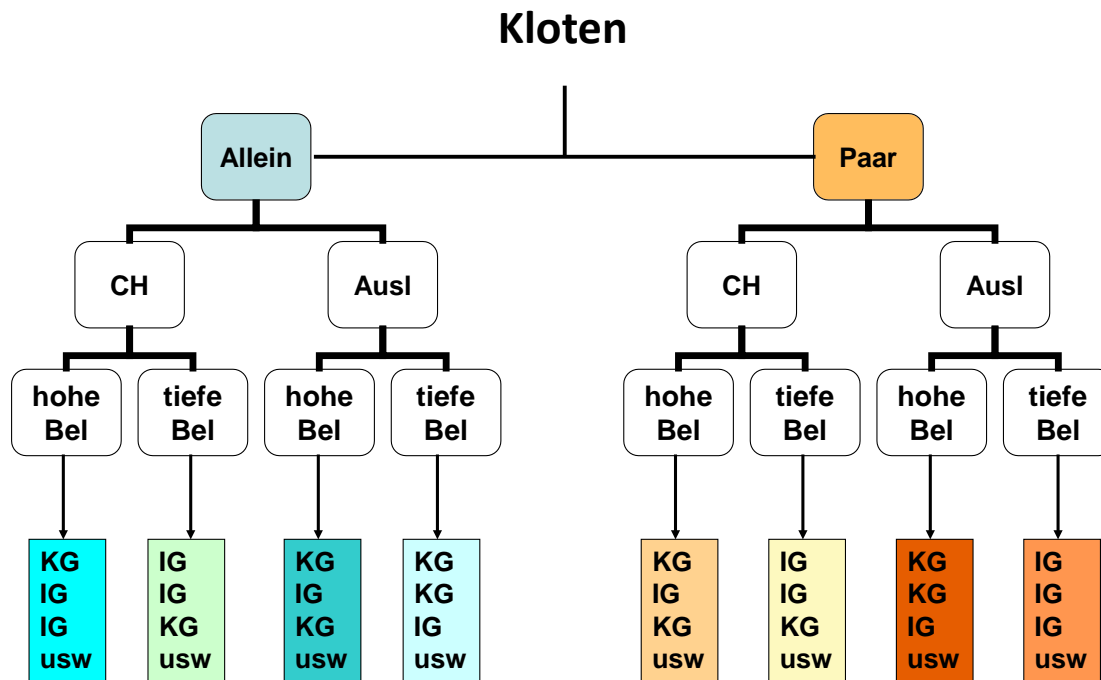 Kloten
Allein
Paar
CH
Ausl
CH
Ausl
hohe
Bel
tiefe
Bel
hohe
Bel
tiefe
Bel
hohe
Bel
tiefe
Bel
hohe
Bel
tiefe
Bel
KG
IG
IG
usw
IG
IG
KG
usw
KG
IG
KG
usw
KG
KG
IG
usw
KG
IG
KG
usw
IG
IG
KG
usw
KG
KG
IG
usw
IG
IG
IG
usw